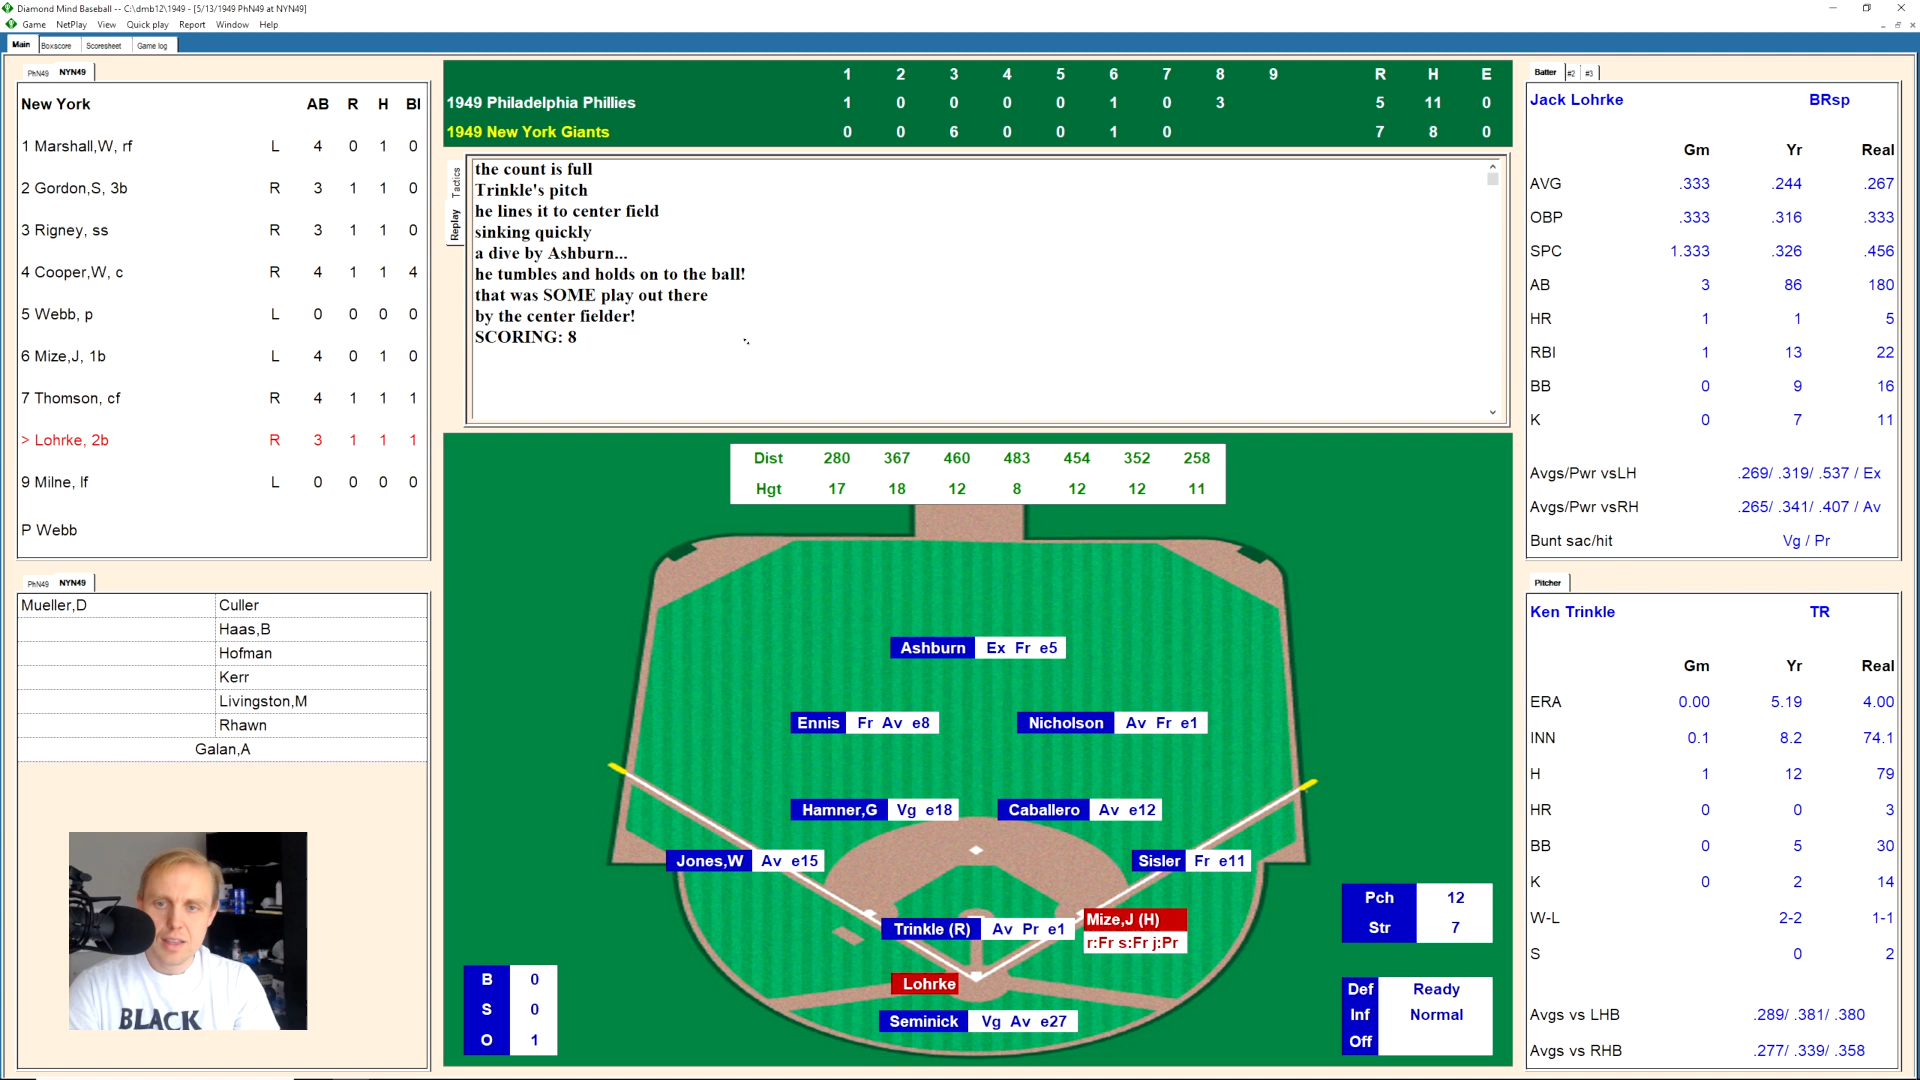 Diamond Mind Baseball -- C:\dmb12\1949 - [5/13/1949 PhN49 at NYN49]
Game NetPlay View Quick play Report Window Help
Main Boxscore Scoresheet Game log
PhN49 NYN49
New York AB R H BI
1 Marshall,W, rf L 4 0 1 0
2 Gordon,S, 3b R 3 1 1 0
3 Rigney, ss R 3 1 1 0
4 Cooper,W, c R 4 1 1 4
5 Webb, p L 0 0 0 0
6 Mize,J, 1b L 4 0 1 0
7 Thomson, cf R 4 1 1 1
> Lohrke, 2b R 3 1 1 1
9 Milne, lf L 0 0 0 0
P Webb
PhN49 NYN49
Mueller,D Culler
Haas,B
Hofman
Kerr
Livingston,M
Rhawn
Galan,A
BLACK
1 2 3 4 5 6 7 8 9 R H E
1949 Philadelphia Phillies 1 0 0 0 0 1 0 3 5 11 0
1949 New York Giants 0 0 6 0 0 1 0 7 8 0
Tactics
Replay
the count is full
Trinkle's pitch
he lines it to center field
sinking quickly
a dive by Ashburn...
he tumbles and holds on to the ball!
that was SOME play out there
by the center fielder!
SCORING: 8
Dist 280 367 460 483 454 352 258
Hgt 17 18 12 8 12 12 11
Ashburn Ex Fr e5
Ennis Fr Av e8
Nicholson Av Fr e1
Hamner,G Vg e18
Caballero Av e12
Jones,W Av e15
Sisler Fr e11
Trinkle (R) Av Pr e1
Mize,J (H)
r:Fr s:Fr j:Pr
Lohrke
Seminick Vg Av e27
B 0
S 0
O 1
Pch 12
Str 7
Def Ready
Inf Normal
Off
Batter #2 #3
Jack Lohrke BRsp
Gm Yr Real
AVG .333 .244 .267
OBP .333 .316 .333
SPC 1.333 .326 .456
AB 3 86 180
HR 1 1 5
RBI 1 13 22
BB 0 9 16
K 0 7 11
Avgs/Pwr vsLH .269/ .319/ .537 / Ex
Avgs/Pwr vsRH .265/ .341/ .407 / Av
Bunt sac/hit Vg / Pr
Pitcher
Ken Trinkle TR
Gm Yr Real
ERA 0.00 5.19 4.00
INN 0.1 8.2 74.1
H 1 12 79
HR 0 0 3
BB 0 5 30
K 0 2 14
W-L 2-2 1-1
S 0 2
Avgs vs LHB .289/ .381/ .380
Avgs vs RHB .277/ .339/ .358